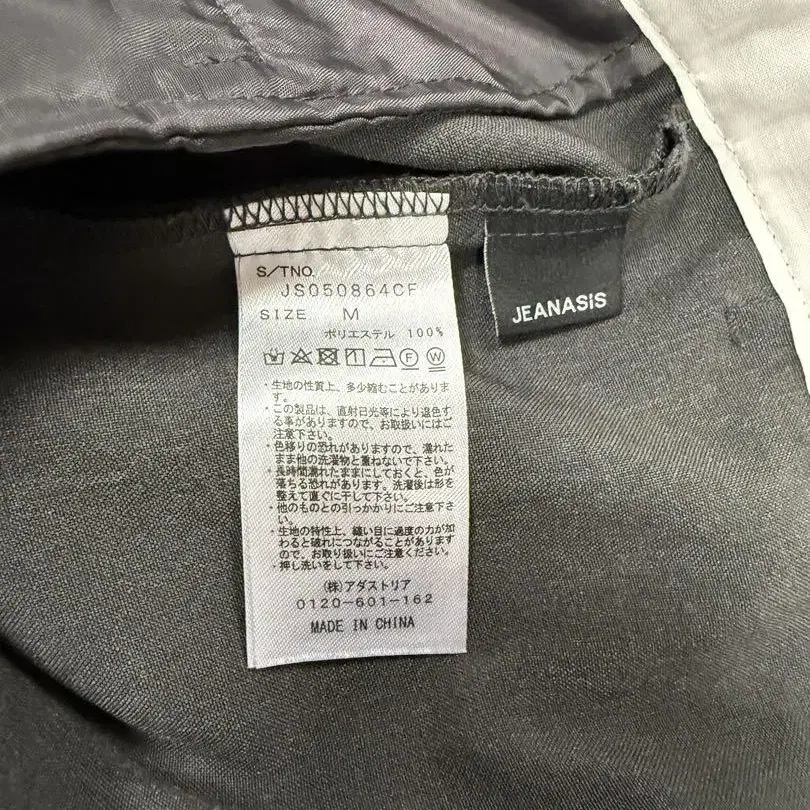 S/TNO.
JS050864CF
SIZE M
ポリエステル 100%
F W
・生地の性質上、多少縮むことがありま
す。
・この製品は、直射日光等により退色す
る事がありますので、お取扱いにはご
注意下さい。
・色移りの恐れがありますので、濡れた
まま他の洗濯物と重ねないで下さい。
・長時間濡れたままにしておくと、色が
落ちる恐れがあります。洗濯後は形を
整えて直ぐに干して下さい。
・他のものとの引っかかりにご注意下さ
い。
・生地の特性上、縫い目に過度の力が加
わると破れにつながることがあります
ので、お取り扱いにご注意ください。
・押し洗いをして下さい。
(株)アダストリア
0120-601-162
MADE IN CHINA
JEANASIS